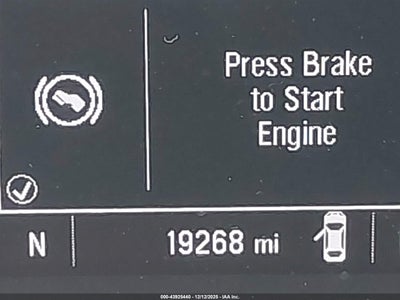 Press Brake
to Start
Engine
N
19268 mi
000-43925440 - 12/12/2025 - IAA Inc.